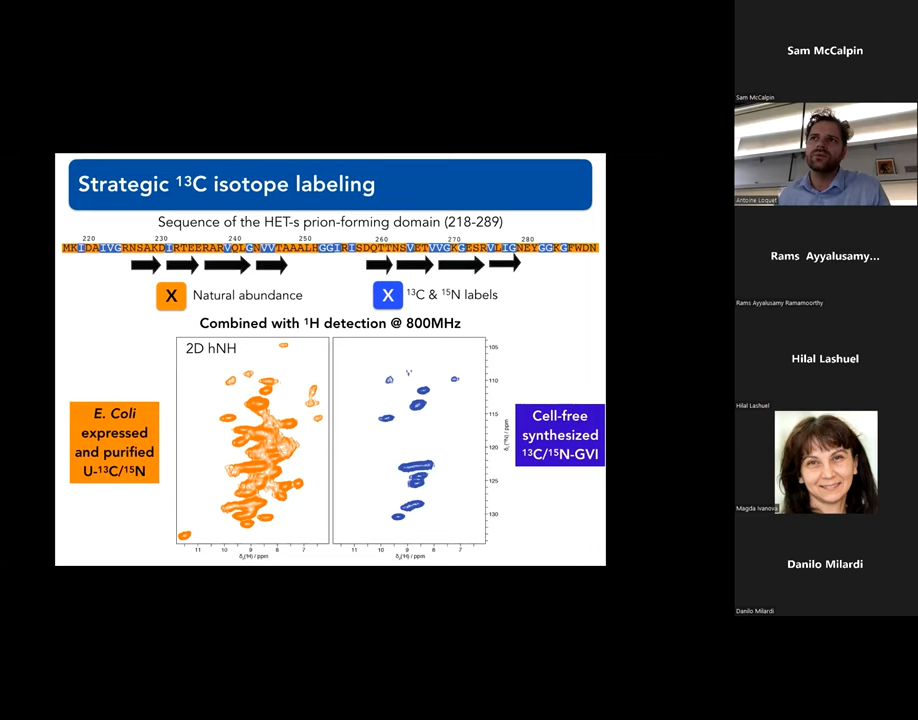 Strategic ¹³C isotope labeling
Sequence of the HET-s prion-forming domain (218-289)
220 230 240 250 260 270 280
MKIDAIVGRNSAKDIRTEERARVQLGNVVTAAALHGGIRISDQTTNSVETVVGKGESRVLIGNEYGGKGFWDN
X Natural abundance
X ¹³C & ¹⁵N labels
Combined with ¹H detection @ 800MHz
2D hNH
E. Coli
expressed
and purified
U-¹³C/¹⁵N
Cell-free
synthesized
¹³C/¹⁵N-GVI
105
110
115
120
125
130
δ₁(¹⁵N) / ppm
11 10 9 8 7
δ₂(¹H) / ppm
11 10 9 8 7
δ₂(¹H) / ppm
Sam McCalpin
Sam McCalpin
Antoine Loquet
Rams Ayyalusamy...
Rams Ayyalusamy Ramamoorthy
Hilal Lashuel
Hilal Lashuel
Magda Ivanova
Danilo Milardi
Danilo Milardi